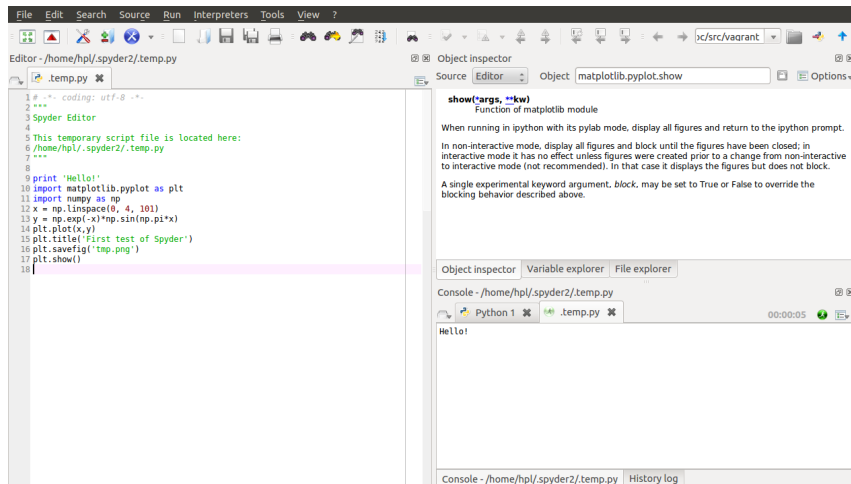 File Edit Search Source Run Interpreters Tools View ?
c/src/vagrant
Editor - /home/hpl/.spyder2/.temp.py
.temp.py
1 # -*- coding: utf-8 -*-
2 """
3 Spyder Editor
4
5 This temporary script file is located here:
6 /home/hpl/.spyder2/.temp.py
7 """
8
9 print 'Hello!'
10 import matplotlib.pyplot as plt
11 import numpy as np
12 x = np.linspace(0, 4, 101)
13 y = np.exp(-x)*np.sin(np.pi*x)
14 plt.plot(x,y)
15 plt.title('First test of Spyder')
16 plt.savefig('tmp.png')
17 plt.show()
18
Object inspector
Source Editor Object matplotlib.pyplot.show Options
show(*args, **kw)
Function of matplotlib module
When running in ipython with its pylab mode, display all figures and return to the ipython prompt.
In non-interactive mode, display all figures and block until the figures have been closed; in
interactive mode it has no effect unless figures were created prior to a change from non-interactive
to interactive mode (not recommended). In that case it displays the figures but does not block.
A single experimental keyword argument, block, may be set to True or False to override the
blocking behavior described above.
Object inspector Variable explorer File explorer
Console - /home/hpl/.spyder2/.temp.py
Python 1 .temp.py 00:00:05
Hello!
Console - /home/hpl/.spyder2/.temp.py History log